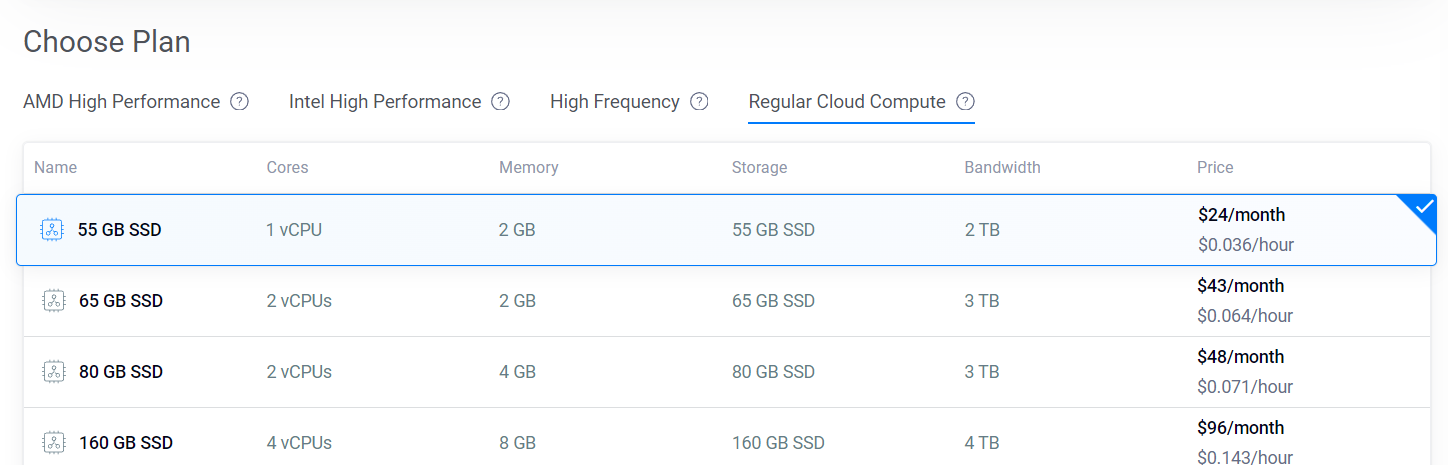 Choose Plan
AMD High Performance ? Intel High Performance ? High Frequency ? Regular Cloud Compute ?
Name Cores Memory Storage Bandwidth Price
55 GB SSD 1 vCPU 2 GB 55 GB SSD 2 TB $24/month
$0.036/hour
65 GB SSD 2 vCPUs 2 GB 65 GB SSD 3 TB $43/month
$0.064/hour
80 GB SSD 2 vCPUs 4 GB 80 GB SSD 3 TB $48/month
$0.071/hour
160 GB SSD 4 vCPUs 8 GB 160 GB SSD 4 TB $96/month
$0.143/hour